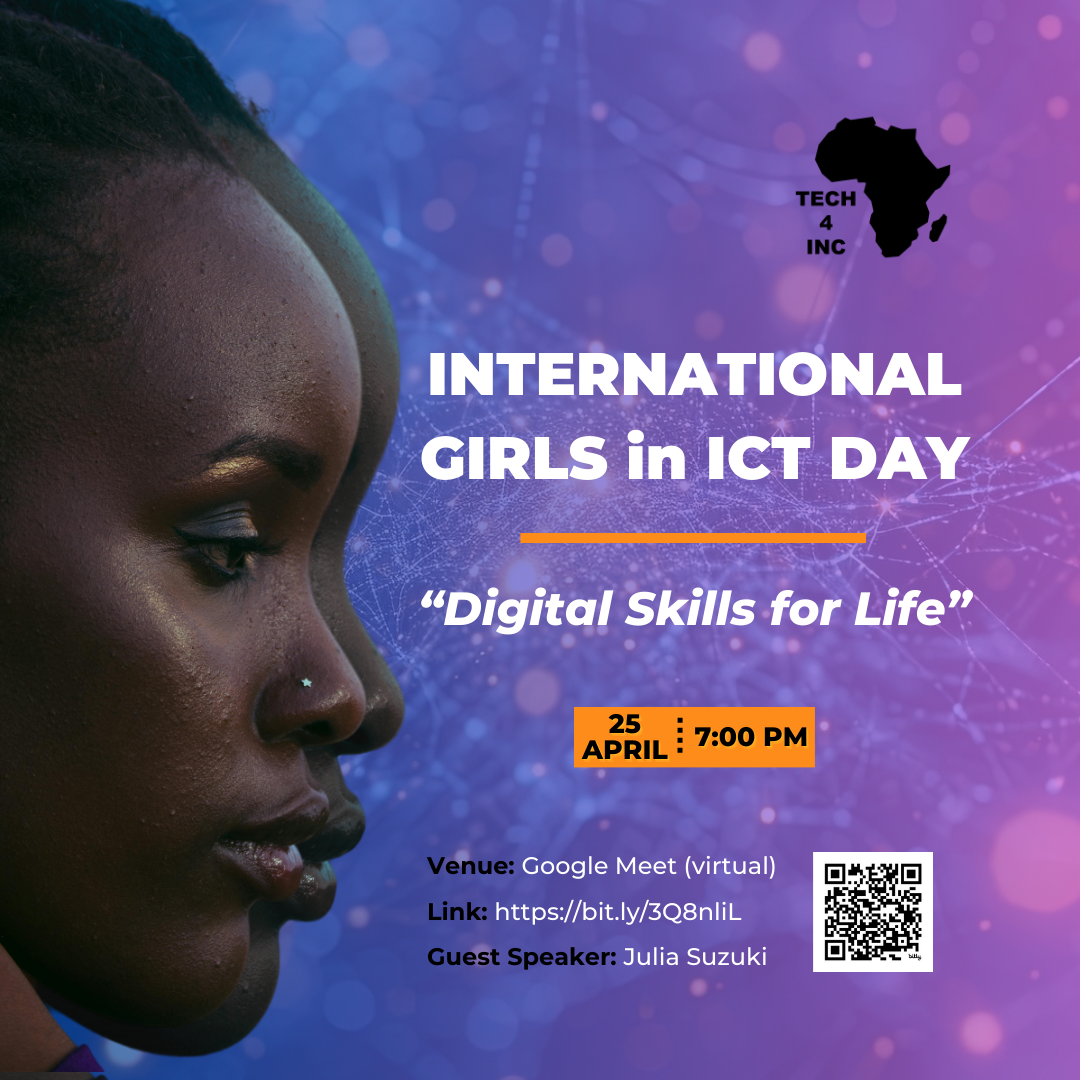 TECH
4
INC
INTERNATIONAL
GIRLS in ICT DAY
“Digital Skills for Life”
25
APRIL
7:00 PM
Venue: Google Meet (virtual)
Link: https://bit.ly/3Q8nliL
Guest Speaker: Julia Suzuki
bitly